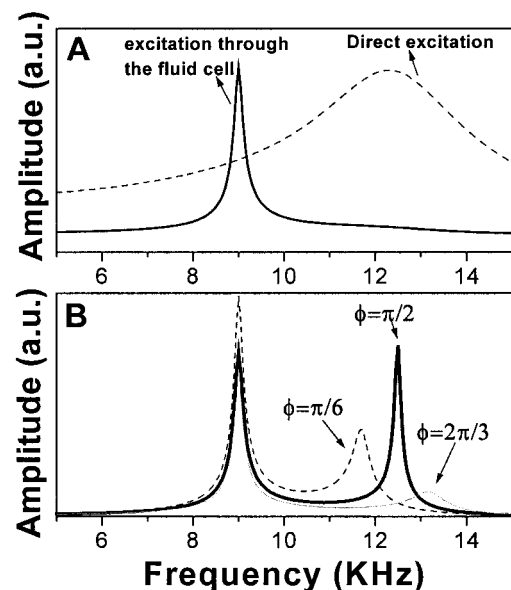 A
excitation through
the fluid cell
Direct excitation
Amplitude (a.u.)
6 8 10 12 14
B
ϕ=π/2
ϕ=π/6
ϕ=2π/3
Amplitude (a.u.)
6 8 10 12 14
Frequency (KHz)